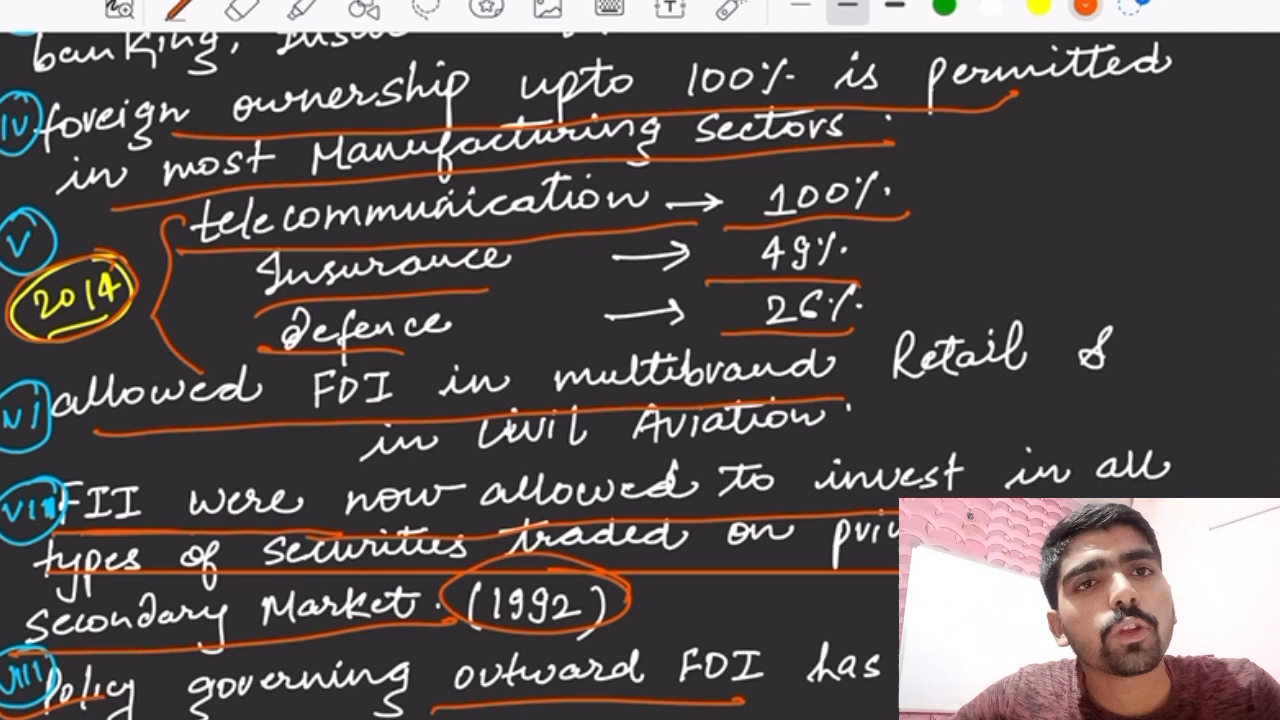 banking, Insu
iv foreign ownership upto 100% is permitted
in most Manufacturing sectors.
v telecommunication → 100%.
2014
Insurance → 49%.
Defence → 26%.
vi allowed FDI in multibrand Retail &
in Civil Aviation.
vii FII were now allowed to invest in all
types of securities traded on
secondary Market. (1992)
viii policy governing outward FDI has